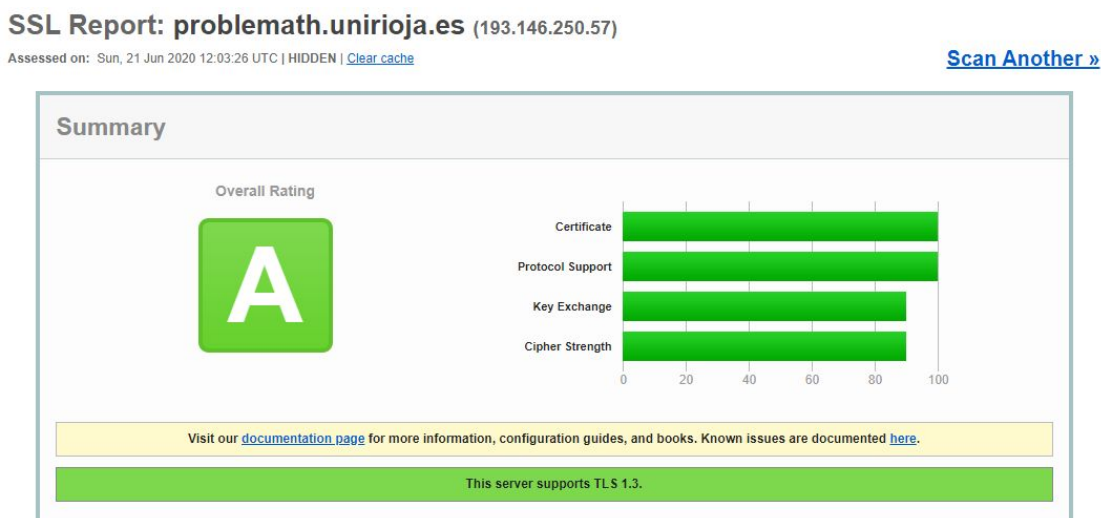 SSL Report: problemath.unirioja.es (193.146.250.57)
Assessed on: Sun, 21 Jun 2020 12:03:26 UTC | HIDDEN | Clear cache
Scan Another »
Summary
Overall Rating
A
Certificate
Protocol Support
Key Exchange
Cipher Strength
0 20 40 60 80 100
Visit our documentation page for more information, configuration guides, and books. Known issues are documented here.
This server supports TLS 1.3.